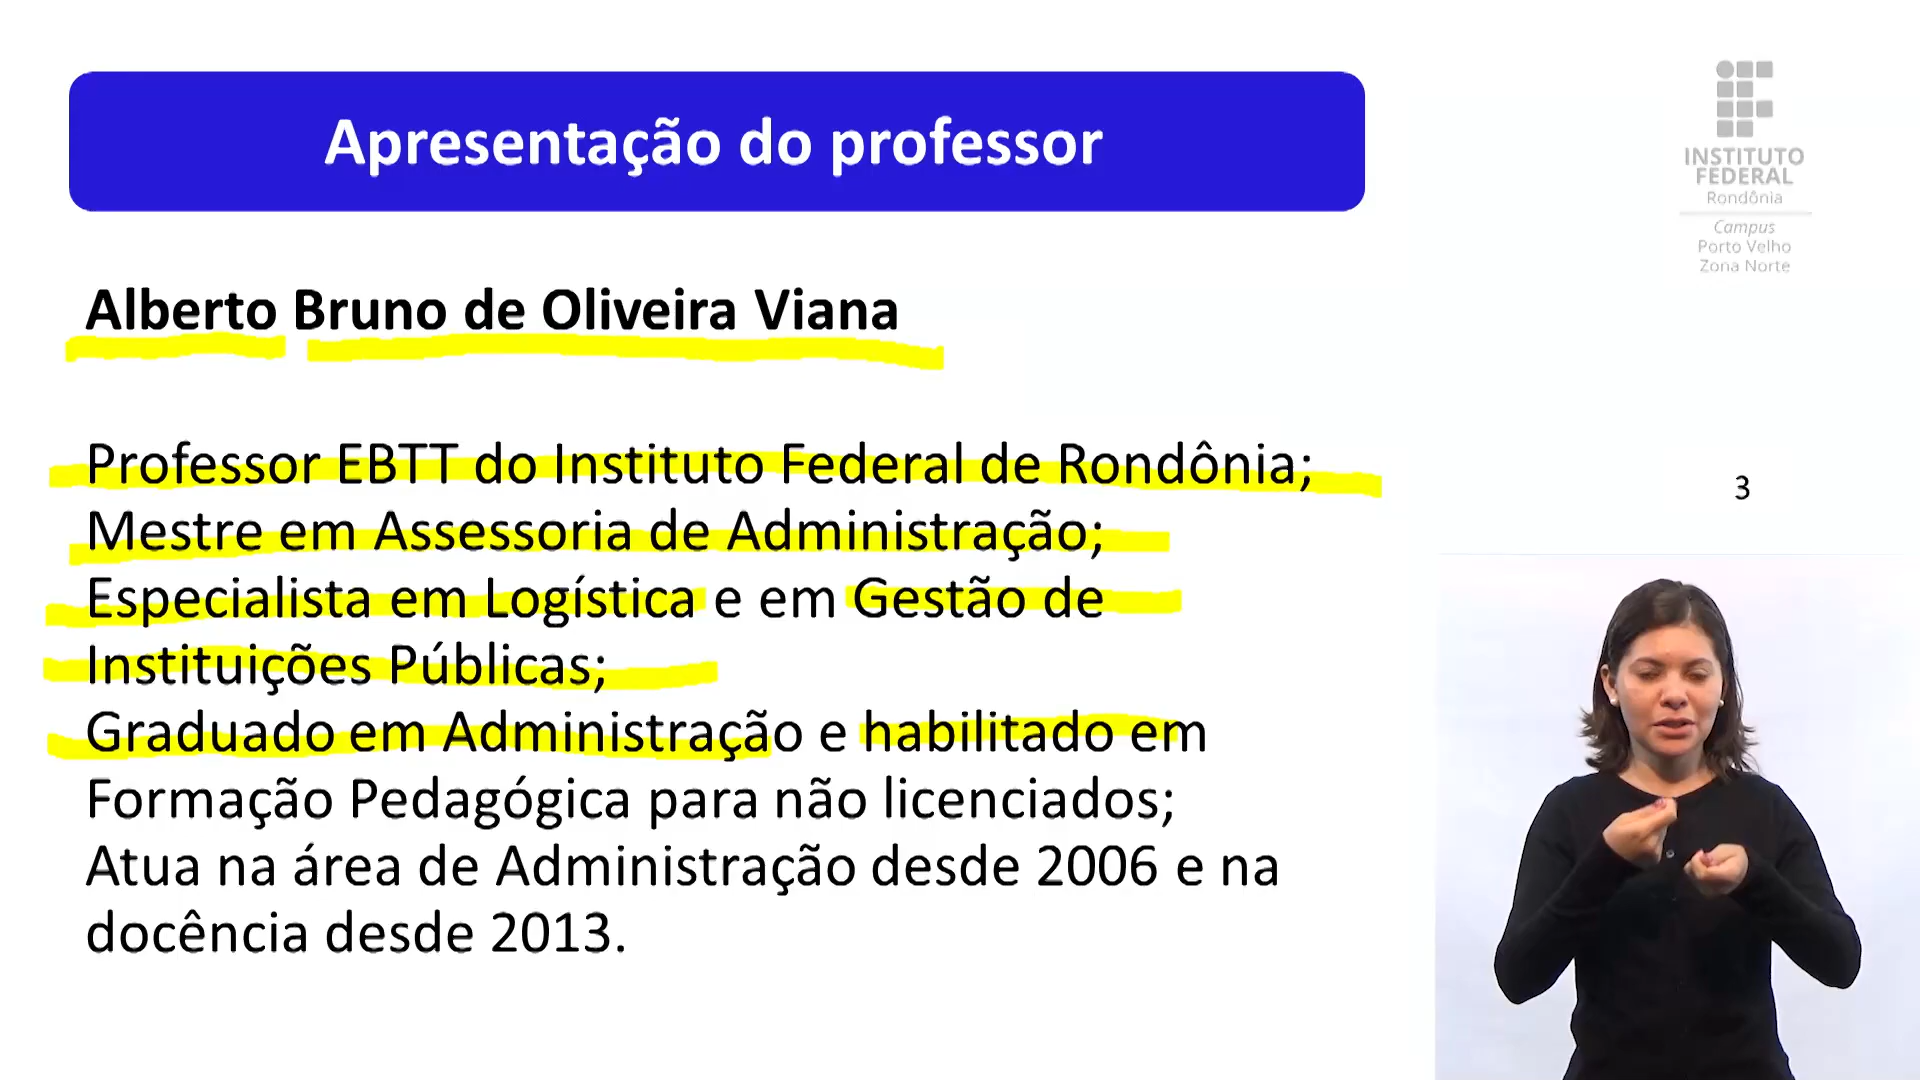 Apresentação do professor
INSTITUTO
FEDERAL
Rondônia
Campus
Porto Velho
Zona Norte
Alberto Bruno de Oliveira Viana
Professor EBTT do Instituto Federal de Rondônia;
Mestre em Assessoria de Administração;
Especialista em Logística e em Gestão de
Instituições Públicas;
Graduado em Administração e habilitado em
Formação Pedagógica para não licenciados;
Atua na área de Administração desde 2006 e na
docência desde 2013.
3